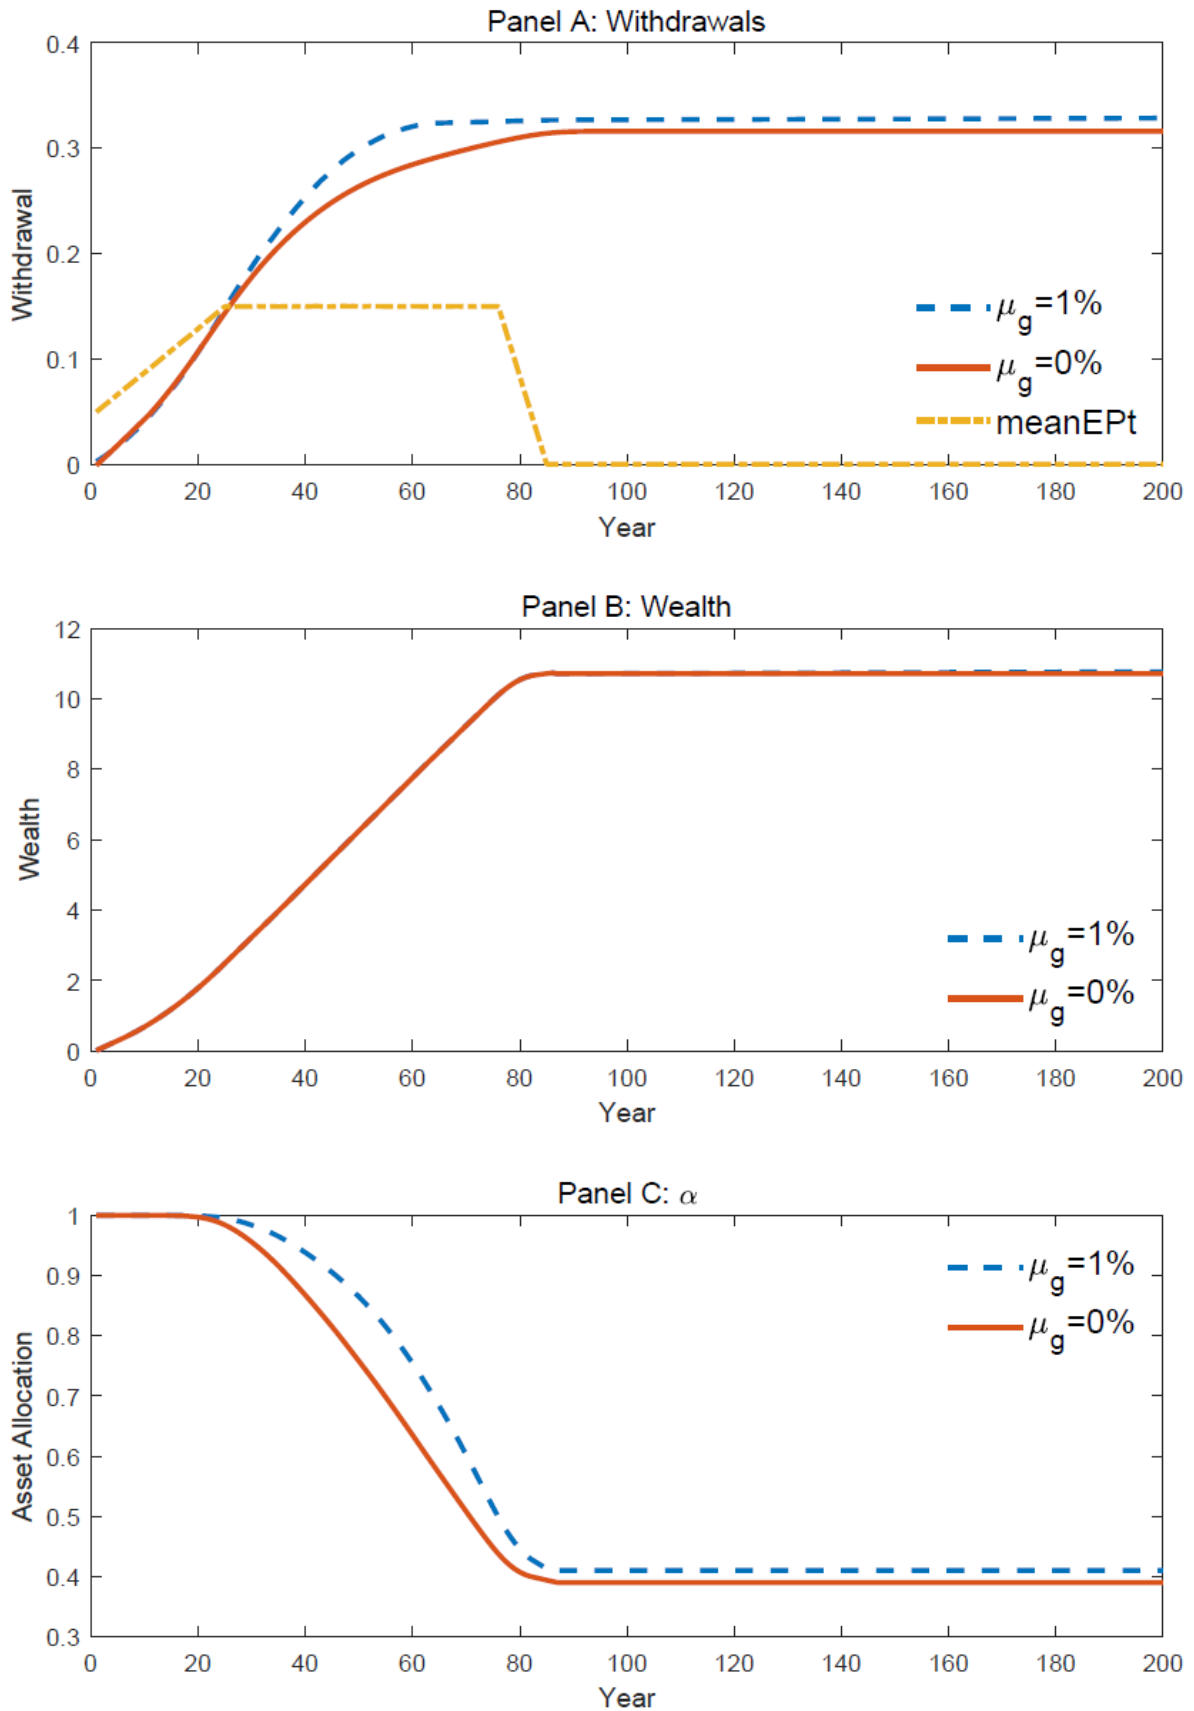 Panel A: Withdrawals
0.4
0.3
0.2
0.1
0
Withdrawal
μg=1%
μg=0%
meanEPt
0 20 40 60 80 100 120 140 160 180 200
Year
Panel B: Wealth
12
10
8
6
4
2
0
Wealth
μg=1%
μg=0%
0 20 40 60 80 100 120 140 160 180 200
Year
Panel C: α
1
0.9
0.8
0.7
0.6
0.5
0.4
0.3
Asset Allocation
μg=1%
μg=0%
0 20 40 60 80 100 120 140 160 180 200
Year